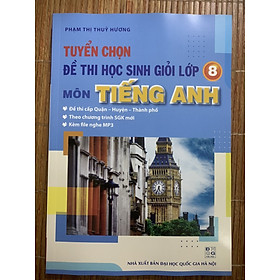 PHẠM THỊ THUỲ HƯƠNG
TUYỂN CHỌN
ĐỀ THI HỌC SINH GIỎI LỚP 8
MÔN TIẾNG ANH
Đề thi cấp Quận - Huyện - Thành phố
Theo chương trình SGK mới
Kèm file nghe MP3
NHÀ XUẤT BẢN ĐẠI HỌC QUỐC GIA HÀ NỘI